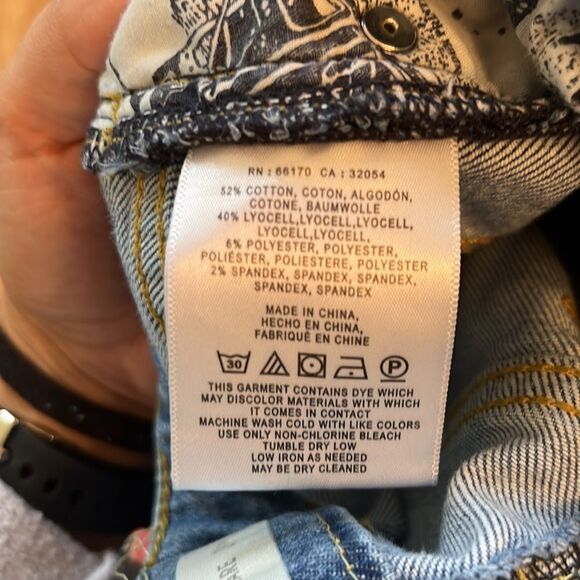 RN : 66170 CA : 32054
52% COTTON, COTON, ALGODÓN,
COTONE, BAUMWOLLE
40% LYOCELL,LYOCELL,LYOCELL,
LYOCELL,LYOCELL,
6% POLYESTER, POLYESTER,
POLIÉSTER, POLIESTERE, POLYESTER
2% SPANDEX, SPANDEX, SPANDEX,
SPANDEX, SPANDEX
MADE IN CHINA,
HECHO EN CHINA,
FABRIQUÉ EN CHINE
30 P
THIS GARMENT CONTAINS DYE WHICH
MAY DISCOLOR MATERIALS WITH WHICH
IT COMES IN CONTACT
MACHINE WASH COLD WITH LIKE COLORS
USE ONLY NON-CHLORINE BLEACH
TUMBLE DRY LOW
LOW IRON AS NEEDED
MAY BE DRY CLEANED